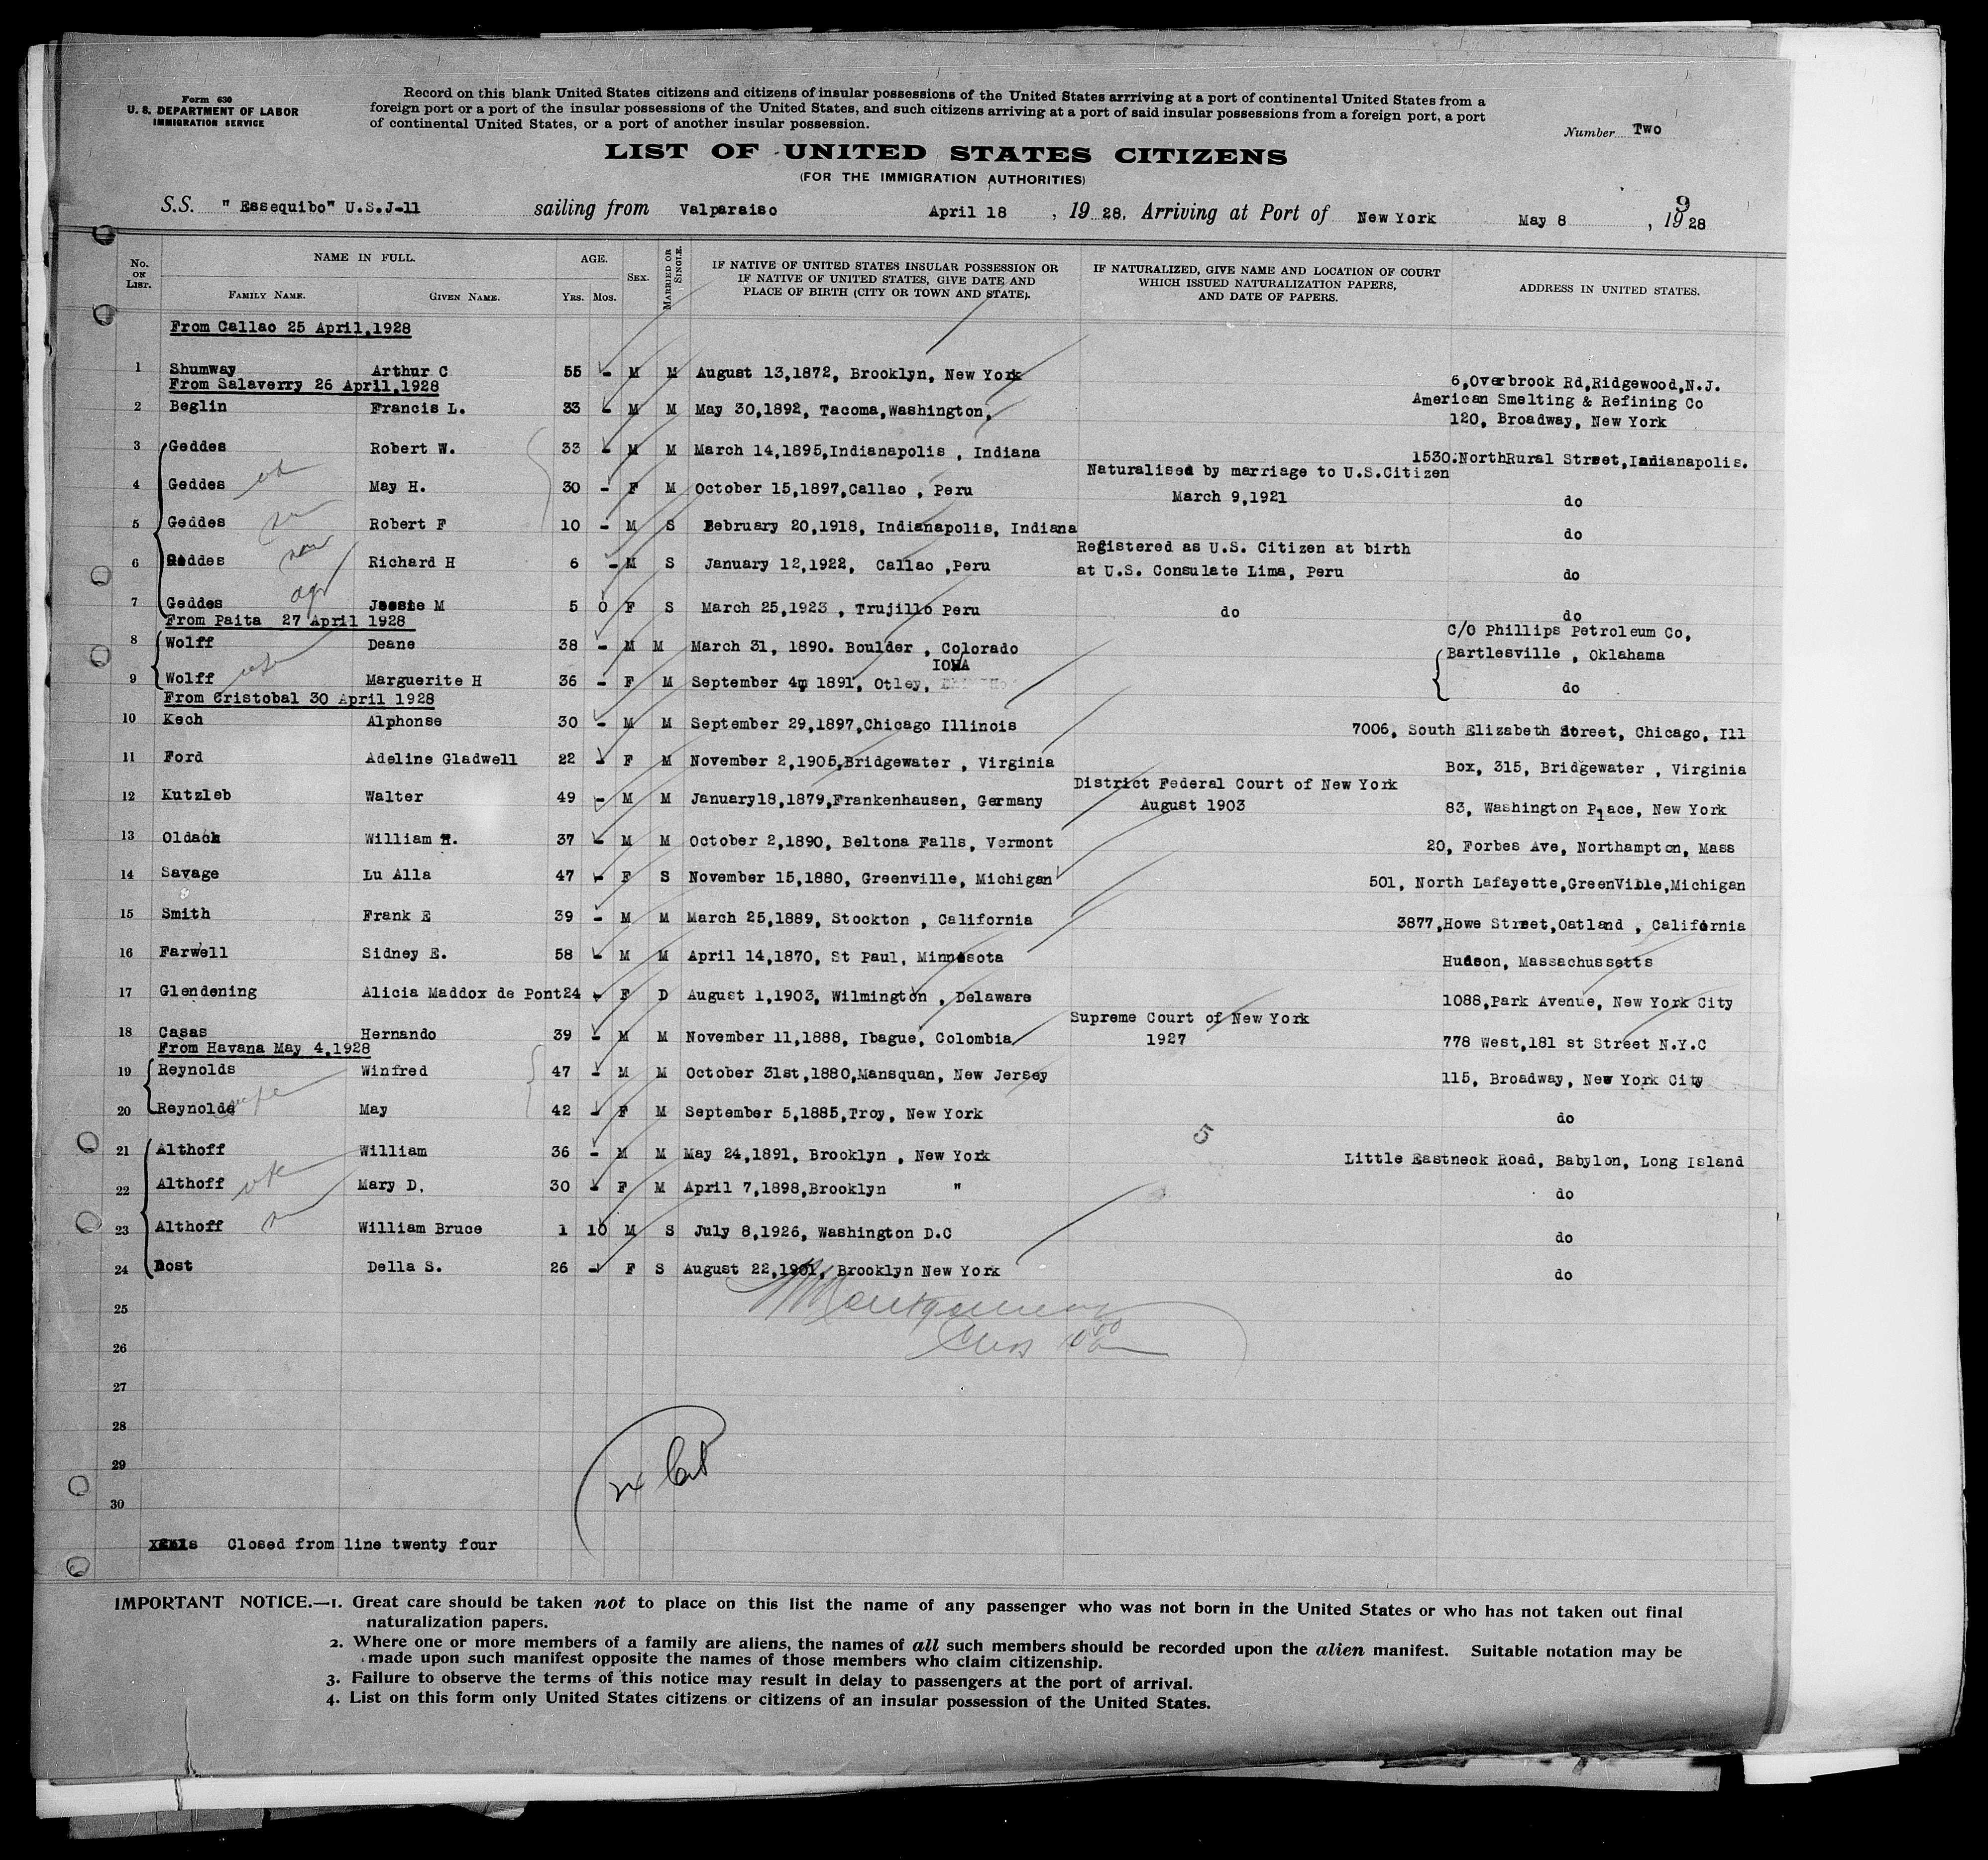 Form 630
U. S. DEPARTMENT OF LABOR
IMMIGRATION SERVICE
Record on this blank United States citizens and citizens of insular possessions of the United States arrriving at a port of continental United States from a
foreign port or a port of the insular possessions of the United States, and such citizens arriving at a port of said insular possessions from a foreign port, a port
of continental United States, or a port of another insular possession.
Number Two
LIST OF UNITED STATES CITIZENS
(FOR THE IMMIGRATION AUTHORITIES)
S.S. " Essequibo" U.S.J-11 sailing from Valparaiso April 18 , 19 28, Arriving at Port of New York May 8 , 19 28
9
No. ON LIST. NAME IN FULL. AGE. SEX. MARRIED OR SINGLE. IF NATIVE OF UNITED STATES INSULAR POSSESSION OR IF NATIVE OF UNITED STATES, GIVE DATE AND PLACE OF BIRTH (CITY OR TOWN AND STATE). IF NATURALIZED, GIVE NAME AND LOCATION OF COURT WHICH ISSUED NATURALIZATION PAPERS, AND DATE OF PAPERS. ADDRESS IN UNITED STATES.
FAMILY NAME. GIVEN NAME. Yrs. Mos.
From Callao 25 April,1928
1 Shumway Arthur C 55 - M M August 13,1872, Brooklyn, New York 6,Overbrook Rd,Ridgewood,N.J.
From Salaverry 26 April,1928
2 Beglin Francis L. 33 - M M May 30,1892, Tacoma,Washington, American Smelting & Refining Co
120, Broadway, New York
3 Geddes Robert W. 33 - M M March 14,1895,Indianapolis , Indiana 1530.NorthRural Street,Indianapolis.
4 Geddes May H. 30 - F M October 15,1897,Callao , Peru Naturalised by marriage to U.S.Citizen
March 9,1921 do
5 Geddes Robert F 10 - M S February 20,1918, Indianapolis, Indiana do
6 Geddes Richard H 6 - M S January 12,1922, Callao ,Peru Registered as U.S. Citizen at birth
at U.S. Consulate Lima, Peru do
7 Geddes Jessie M 5 0 F S March 25,1923 , Trujillo Peru do do
From Paita 27 April 1928
8 Wolff Deane 38 - M M March 31, 1890. Boulder , Colorado C/O Phillips Petroleum Co,
Bartlesville , Oklahoma
9 Wolff Marguerite H 36 - F M September 4m 1891, Otley, IOWA do
From Cristobal 30 April 1928
10 Kech Alphonse 30 - M M September 29,1897,Chicago Illinois 7006, South Elizabeth Street, Chicago, Ill
11 Ford Adeline Gladwell 22 - F M November 2,1905,Bridgewater , Virginia Box, 315, Bridgewater , Virginia
12 Kutzleb Walter 49 - M M January18,1879,Frankenhausen, Germany District Federal Court of New York
August 1903 83, Washington Place, New York
13 Oldach William H. 37 - M M October 2,1890, Beltona Falls, Vermont 20, Forbes Ave, Northampton, Mass
14 Savage Lu Alla 47 - F S November 15,1880, Greenville, Michigan 501, North Lafayette,GreenVible,Michigan
15 Smith Frank E 39 - M M March 25,1889, Stockton , California 3877,Howe Street,Oatland , California
16 Farwell Sidney E. 58 - M M April 14,1870, St Paul, Minnesota Hudson, Massachussetts
17 Glendening Alicia Maddox de Pont24 - F D August 1,1903, Wilmington , Delaware 1088,Park Avenue, New York City
18 Casas Hernando 39 - M M November 11,1888, Ibague, Colombia Supreme Court of New York
1927 778 West,181 st Street N.Y.C
From Havana May 4,1928
19 Reynolds Winfred 47 - M M October 31st,1880,Mansquan, New Jersey 115, Broadway, New York City
20 Reynolds May 42 - F M September 5,1885,Troy, New York do
5
21 Althoff William 36 - M M May 24,1891, Brooklyn , New York Little Eastneck Road, Babylon, Long Island
22 Althoff Mary D. 30 - F M April 7,1898,Brooklyn " do
23 Althoff William Bruce 1 10 M S July 8,1926, Washington D.C do
24 Dost Della S. 26 - F S August 22,1901, Brooklyn New York do
25
Montgomery
26
27
28
29
30
Closed from line twenty four
IMPORTANT NOTICE.—1. Great care should be taken not to place on this list the name of any passenger who was not born in the United States or who has not taken out final
naturalization papers.
2. Where one or more members of a family are aliens, the names of all such members should be recorded upon the alien manifest. Suitable notation may be
made upon such manifest opposite the names of those members who claim citizenship.
3. Failure to observe the terms of this notice may result in delay to passengers at the port of arrival.
4. List on this form only United States citizens or citizens of an insular possession of the United States.